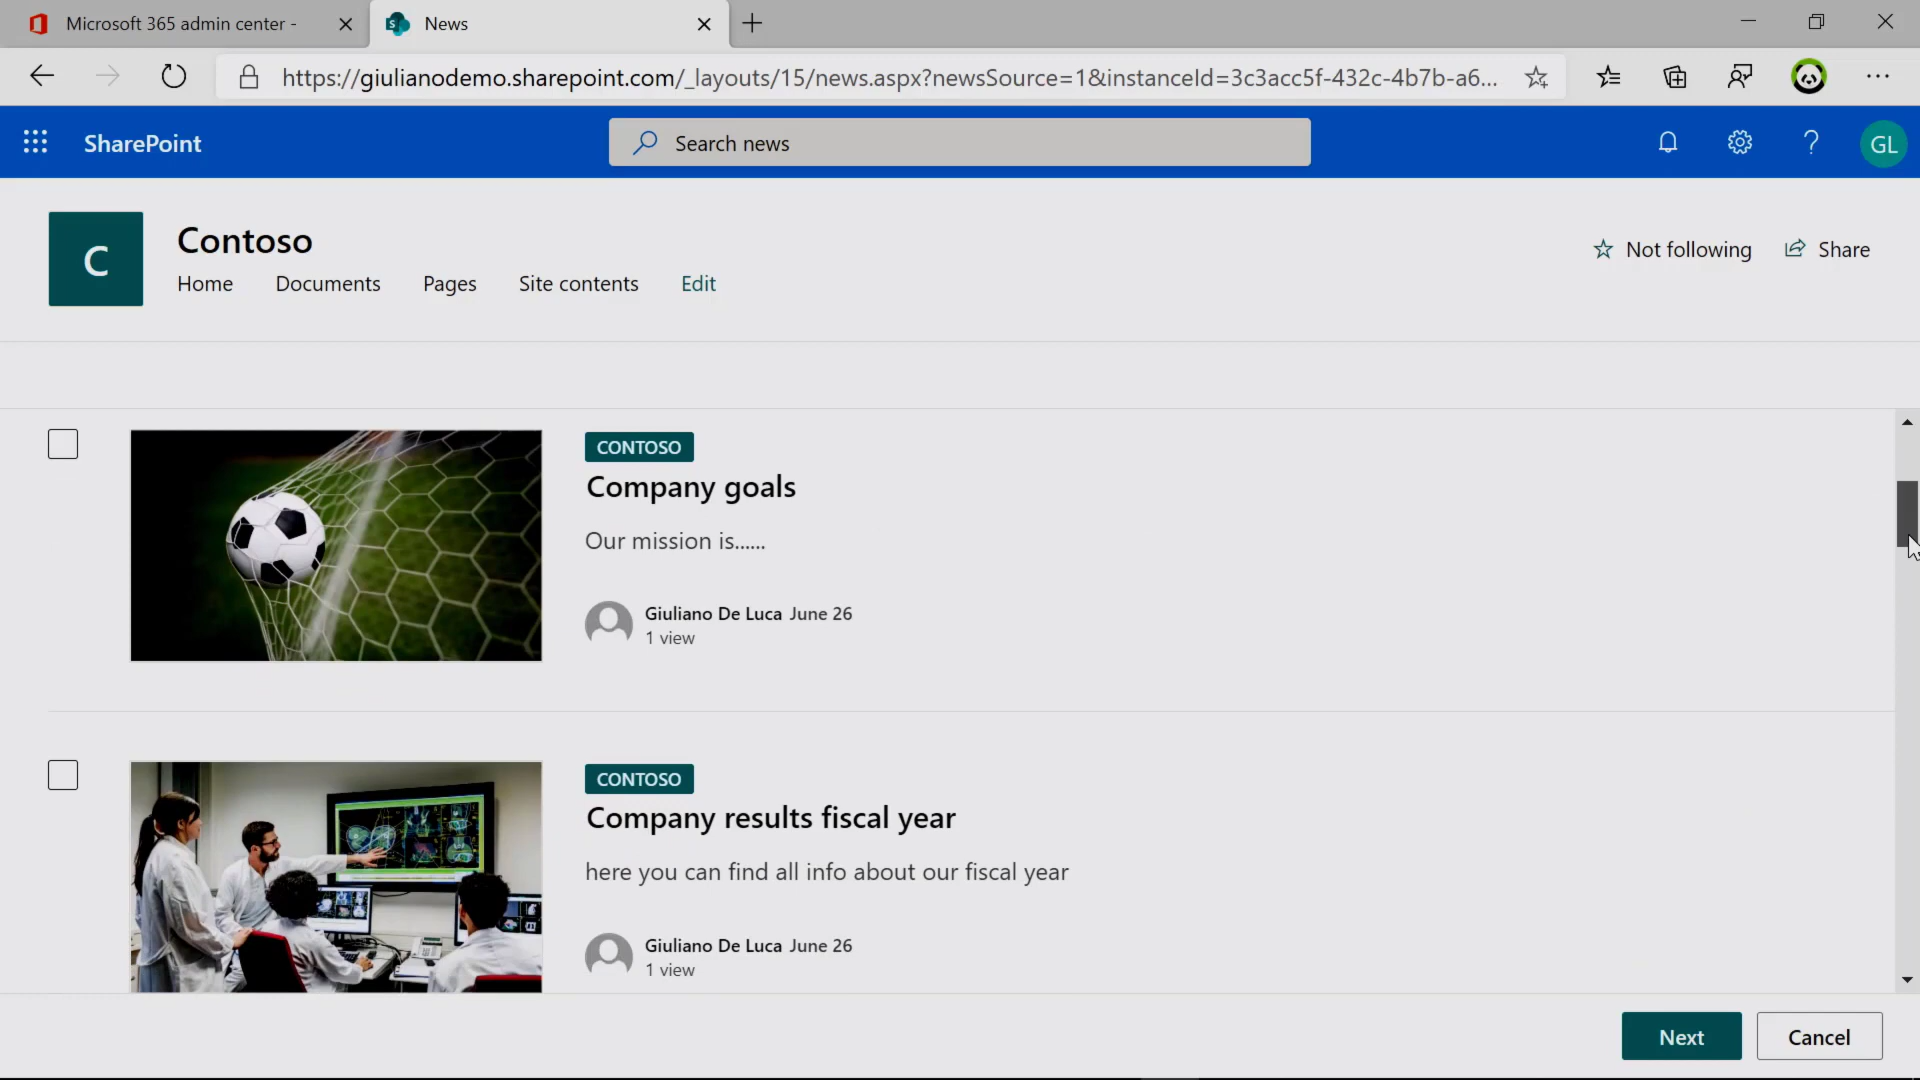 Microsoft 365 admin center -
News
https://giulianodemo.sharepoint.com/_layouts/15/news.aspx?newsSource=1&instanceId=3c3acc5f-432c-4b7b-a6...
SharePoint
Search news
GL
C
Contoso
Home Documents Pages Site contents Edit
Not following
Share
CONTOSO
Company goals
Our mission is......
Giuliano De Luca June 26
1 view
CONTOSO
Company results fiscal year
here you can find all info about our fiscal year
Giuliano De Luca June 26
1 view
Next
Cancel